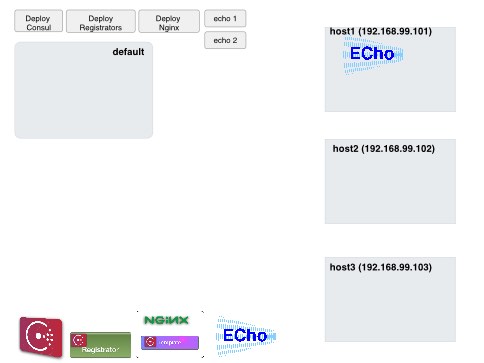 Deploy
Consul
Deploy
Registrators
Deploy
Nginx
echo 1
echo 2
default
host1 (192.168.99.101)
ECho
host2 (192.168.99.102)
host3 (192.168.99.103)
NGiNX
Registrator
ECho